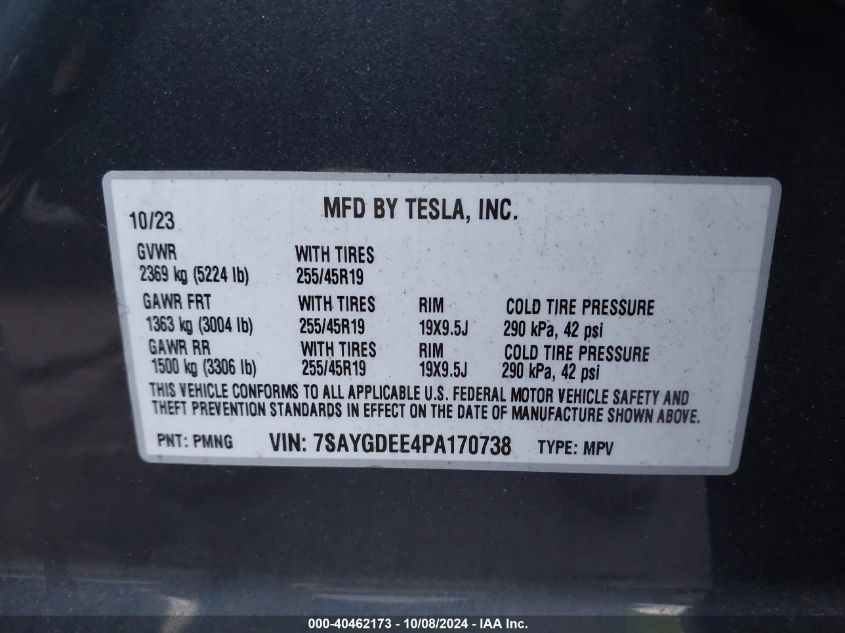 MFD BY TESLA, INC.
10/23
GVWR WITH TIRES
2369 kg (5224 lb) 255/45R19
GAWR FRT WITH TIRES RIM COLD TIRE PRESSURE
1363 kg (3004 lb) 255/45R19 19X9.5J 290 kPa, 42 psi
GAWR RR WITH TIRES RIM COLD TIRE PRESSURE
1500 kg (3306 lb) 255/45R19 19X9.5J 290 kPa, 42 psi
THIS VEHICLE CONFORMS TO ALL APPLICABLE U.S. FEDERAL MOTOR VEHICLE SAFETY AND
THEFT PREVENTION STANDARDS IN EFFECT ON THE DATE OF MANUFACTURE SHOWN ABOVE.
PNT: PMNG VIN: 7SAYGDEE4PA170738 TYPE: MPV
000-40462173 - 10/08/2024 - IAA Inc.